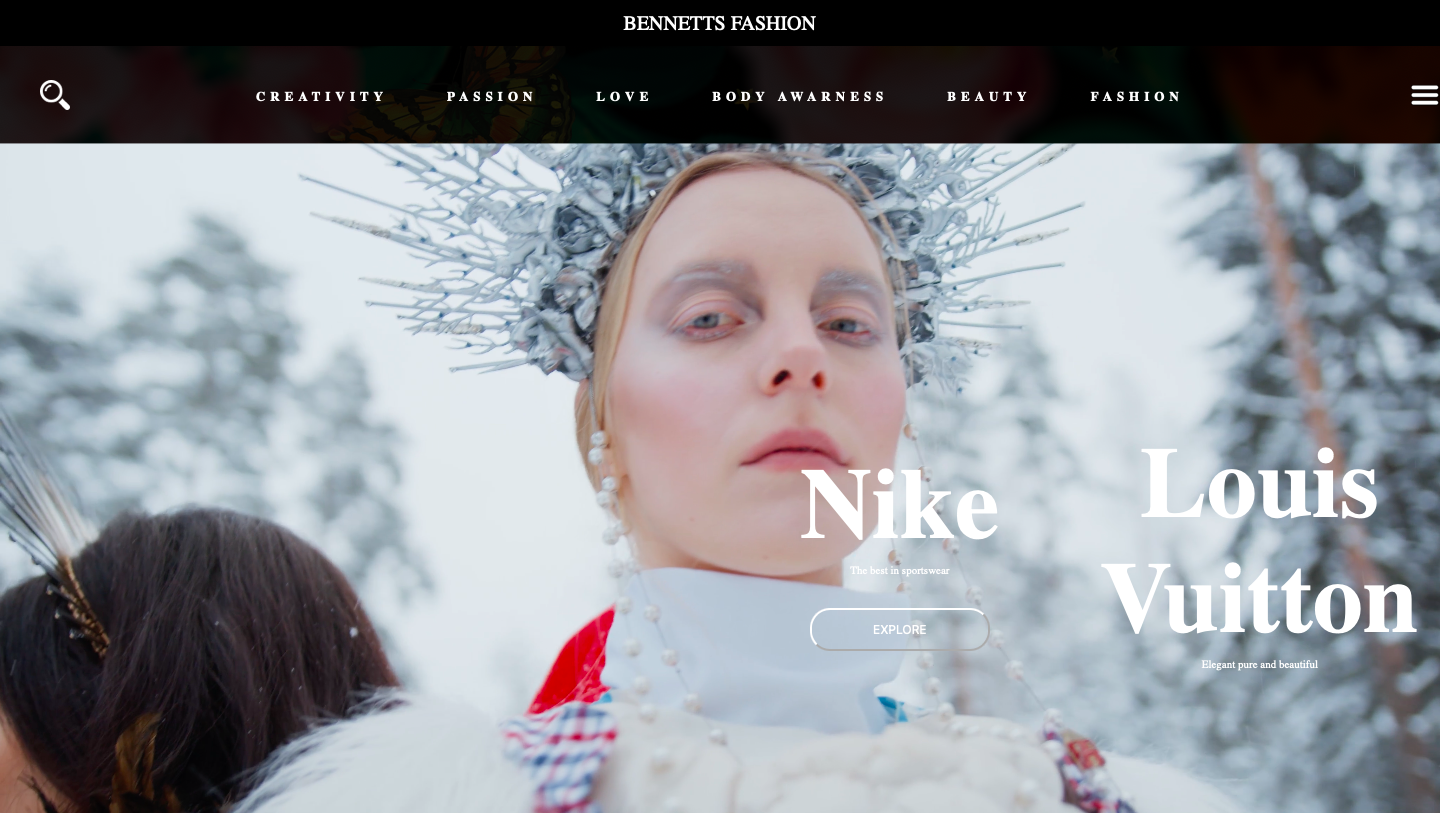 BENNETTS FASHION
CREATIVITY PASSION LOVE BODY AWARNESS BEAUTY FASHION
Nike
The best in sportswear
EXPLORE
Louis
Vuitton
Elegant pure and beautiful